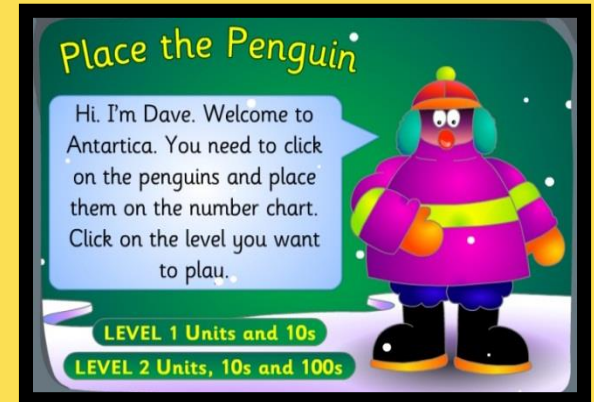 Place the Penguin
Hi. I'm Dave. Welcome to
Antartica. You need to click
on the penguins and place
them on the number chart.
Click on the level you want
to play.
LEVEL 1 Units and 10s
LEVEL 2 Units, 10s and 100s